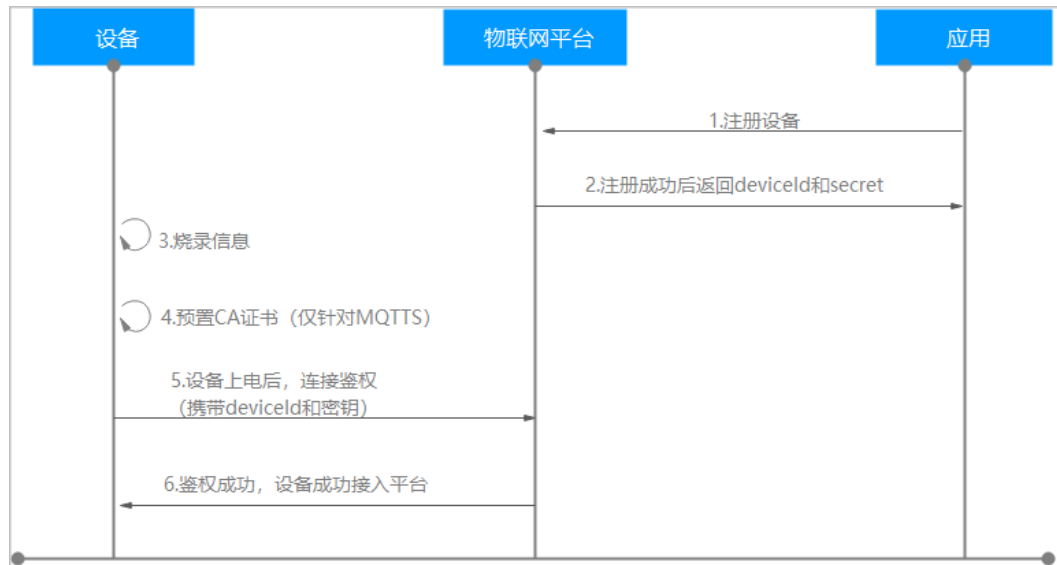 设备
物联网平台
应用
1.注册设备
2.注册成功后返回deviceId和secret
3.烧录信息
4.预置CA证书（仅针对MQTTS）
5.设备上电后，连接鉴权
（携带deviceId和密钥）
6.鉴权成功，设备成功接入平台